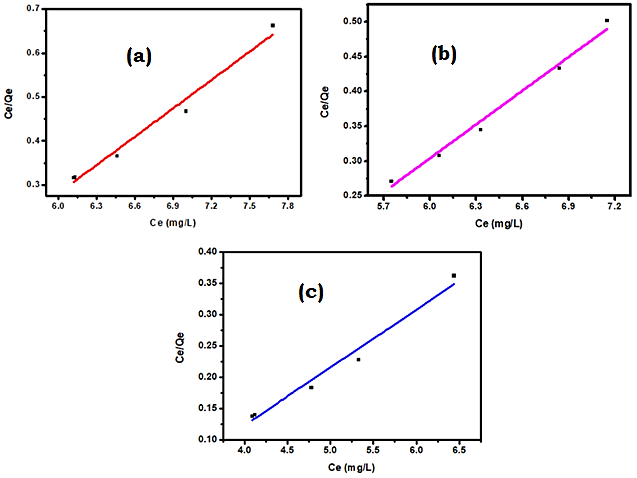 (a)
Ce/Qe
0.7
0.6
0.5
0.4
0.3
6.0 6.3 6.6 6.9 7.2 7.5 7.8
Ce (mg/L)
(b)
Ce/Qe
0.50
0.45
0.40
0.35
0.30
0.25
5.7 6.0 6.3 6.6 6.9 7.2
Ce (mg/L)
(c)
Ce/Qe
0.40
0.35
0.30
0.25
0.20
0.15
0.10
4.0 4.5 5.0 5.5 6.0 6.5
Ce (mg/L)